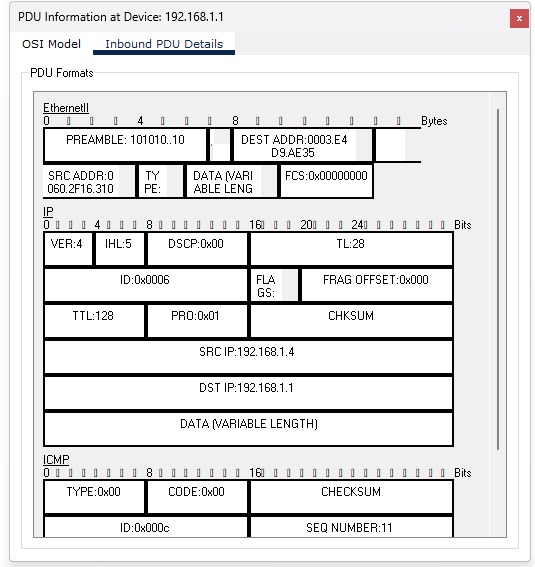 PDU Information at Device: 192.168.1.1
x
OSI Model Inbound PDU Details
PDU Formats
EthernetII
0 4 8 Bytes
PREAMBLE: 101010..10 DEST ADDR:0003.E4
D9.AE35
SRC ADDR:0 TY DATA (VARI FCS:0x00000000
060.2F16.310 PE: ABLE LENG
IP
0 4 8 16 20 24 Bits
VER:4 IHL:5 DSCP:0x00 TL:28
ID:0x0006 FLA FRAG OFFSET:0x000
GS:
TTL:128 PRO:0x01 CHKSUM
SRC IP:192.168.1.4
DST IP:192.168.1.1
DATA (VARIABLE LENGTH)
ICMP
0 8 16 Bits
TYPE:0x00 CODE:0x00 CHECKSUM
ID:0x000c SEQ NUMBER:11